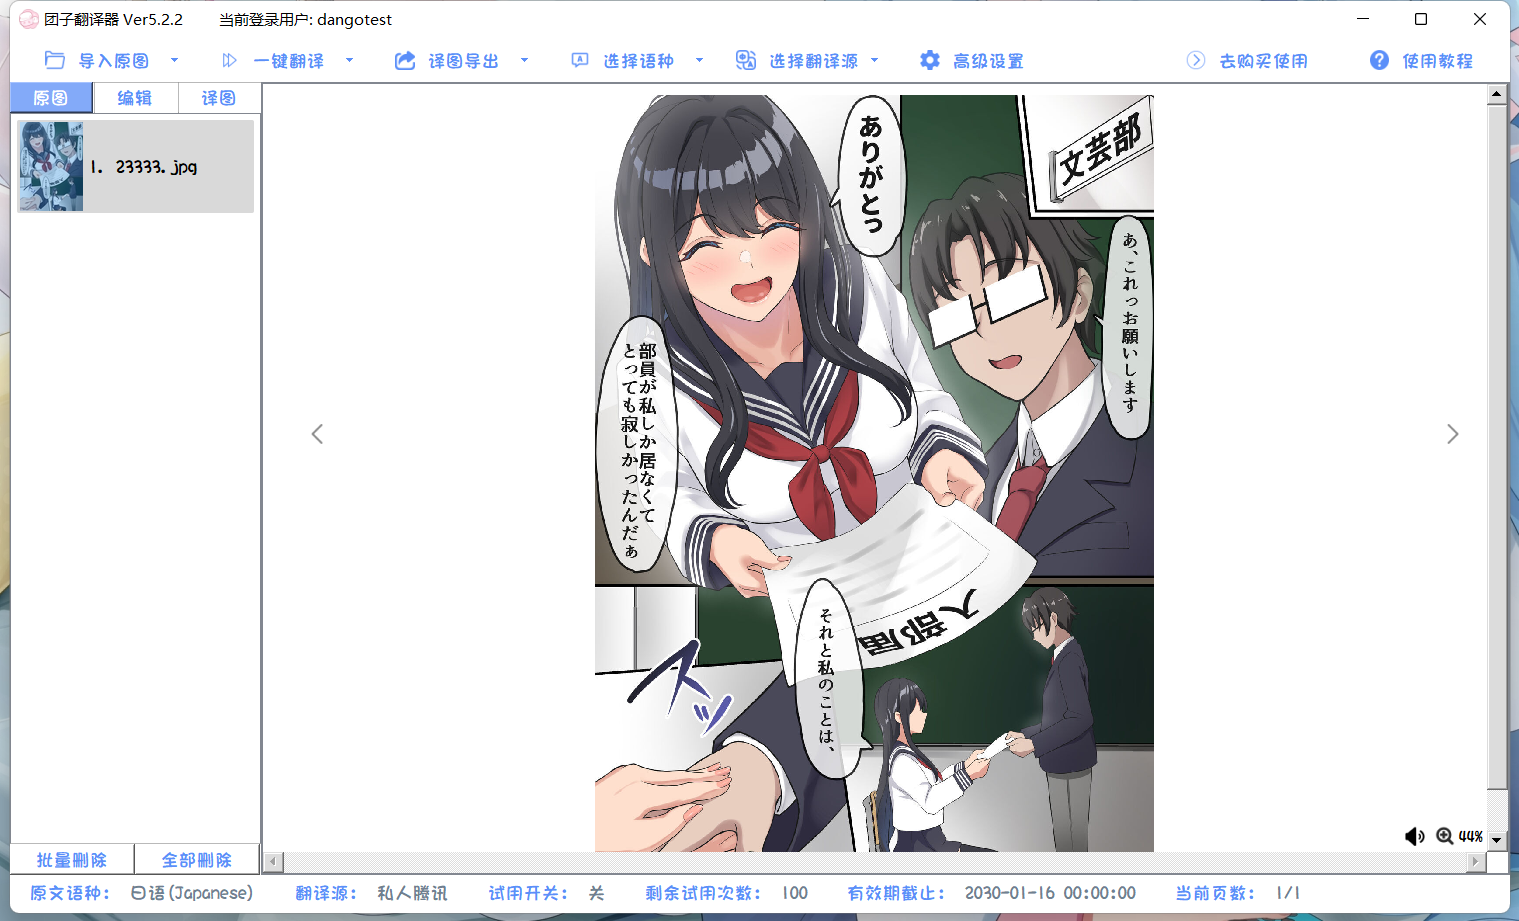 团子翻译器 Ver5.2.2 当前登录用户: dangotest
导入原图 一键翻译 译图导出 选择语种 选择翻译源 高级设置 去购买使用 使用教程
原图 编辑 译图
1. 23333.jpg
文芸部
ありがとっ
あ、これっお願いします
部員が私しか居なくて
とっても寂しかったんだぁ
入部届
それと私のことは、
スッ
44%
批量删除 全部删除
原文语种: 日语(Japanese) 翻译源: 私人腾讯 试用开关: 关 剩余试用次数: 100 有效期截止: 2030-01-16 00:00:00 当前页数: 1/1